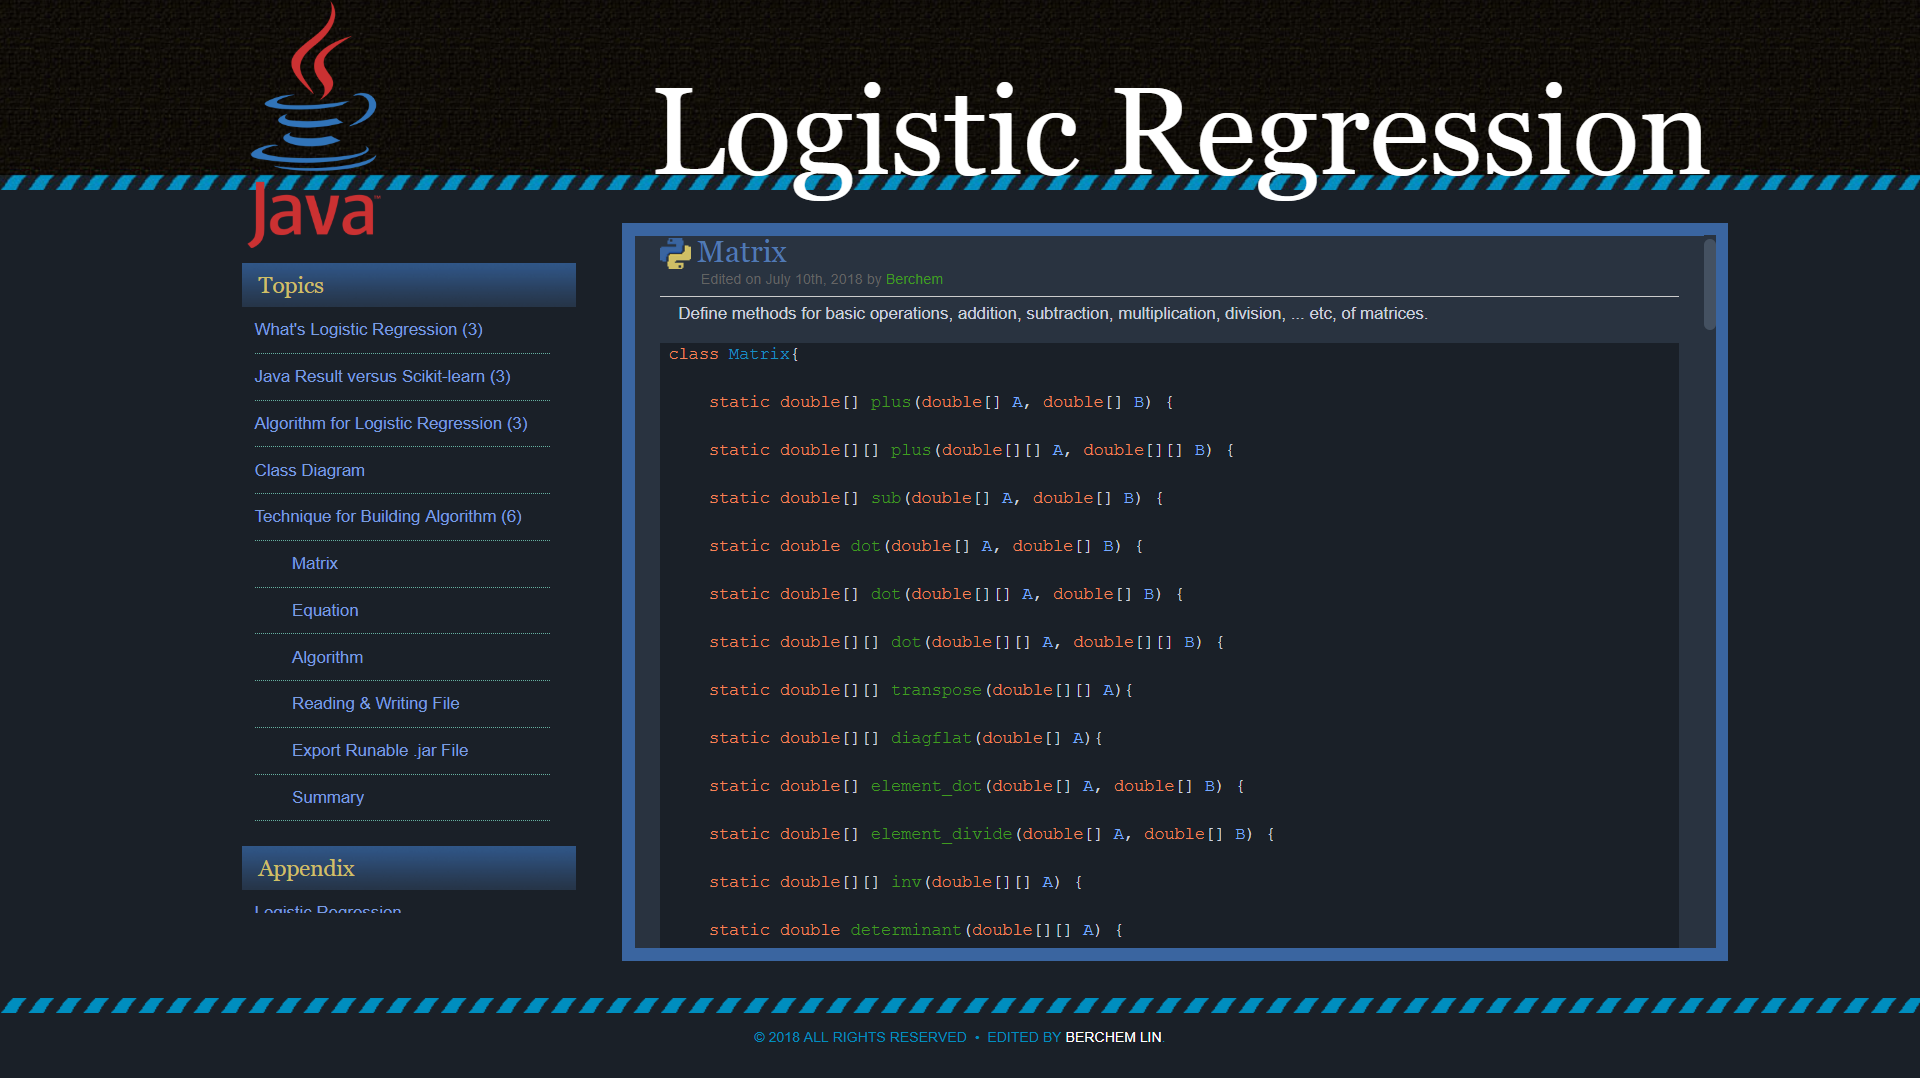 Logistic Regression
Java™
Topics
What's Logistic Regression (3)
Java Result versus Scikit-learn (3)
Algorithm for Logistic Regression (3)
Class Diagram
Technique for Building Algorithm (6)
Matrix
Equation
Algorithm
Reading & Writing File
Export Runable .jar File
Summary
Appendix
Logistic Regression
Matrix
Edited on July 10th, 2018 by Berchem
Define methods for basic operations, addition, subtraction, multiplication, division, ... etc, of matrices.
class Matrix{
static double[] plus(double[] A, double[] B) {
static double[][] plus(double[][] A, double[][] B) {
static double[] sub(double[] A, double[] B) {
static double dot(double[] A, double[] B) {
static double[] dot(double[][] A, double[] B) {
static double[][] dot(double[][] A, double[][] B) {
static double[][] transpose(double[][] A){
static double[][] diagflat(double[] A){
static double[] element_dot(double[] A, double[] B) {
static double[] element_divide(double[] A, double[] B) {
static double[][] inv(double[][] A) {
static double determinant(double[][] A) {
© 2018 ALL RIGHTS RESERVED • EDITED BY BERCHEM LIN.